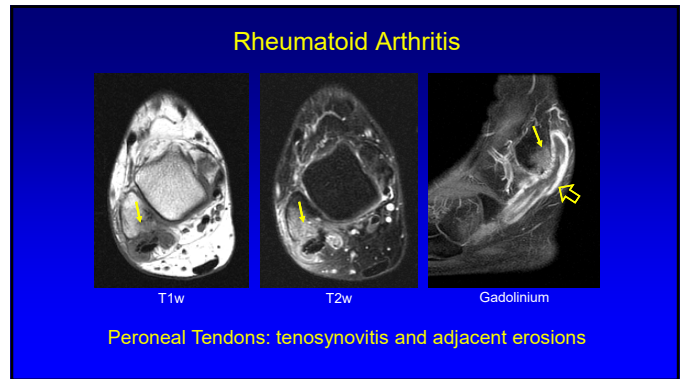 Rheumatoid Arthritis
T1w
T2w
Gadolinium
Peroneal Tendons: tenosynovitis and adjacent erosions